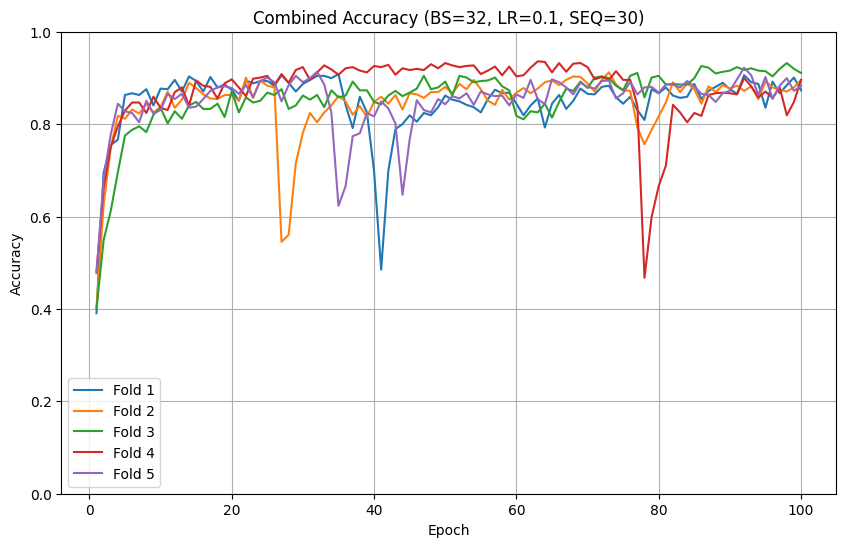 Combined Accuracy (BS=32, LR=0.1, SEQ=30)
1.0
0.8
0.6
0.4
0.2
0.0
Accuracy
Fold 1
Fold 2
Fold 3
Fold 4
Fold 5
0 20 40 60 80 100
Epoch